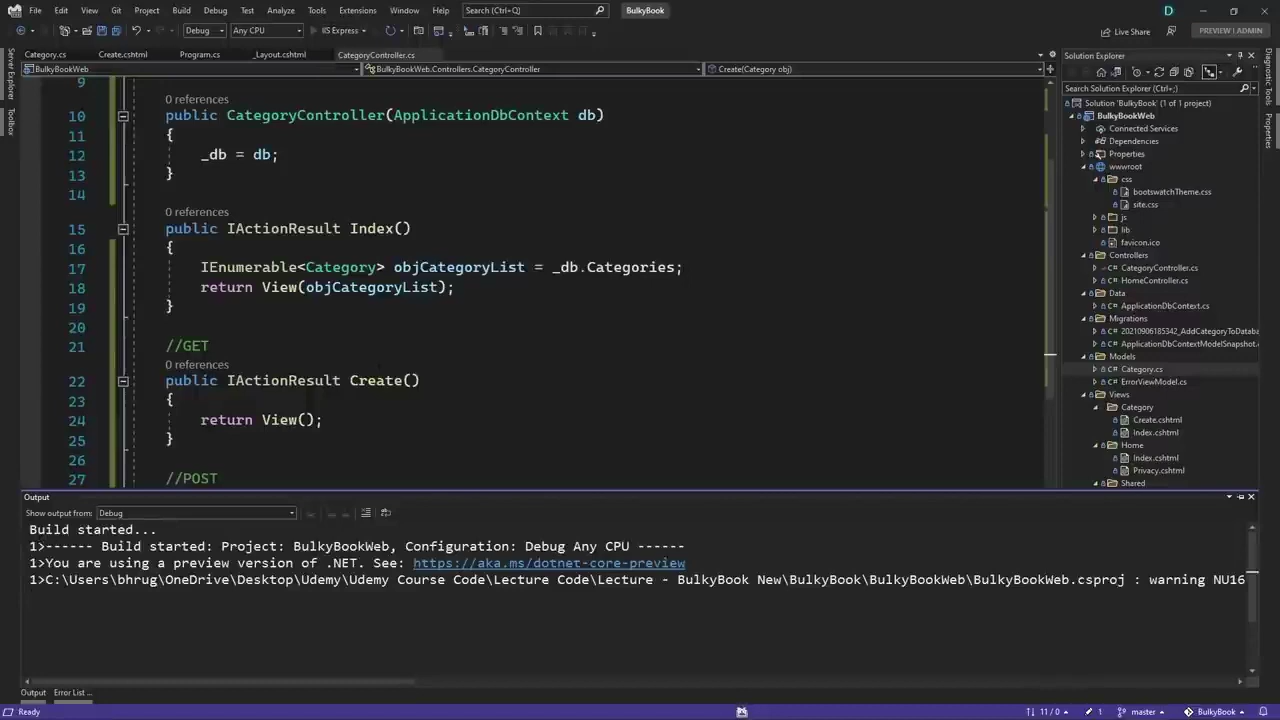 File Edit View Git Project Build Debug Test Analyze Tools Extensions Window Help Search (Ctrl+Q) BulkyBook D
Debug Any CPU IIS Express Live Share PREVIEW | ADMIN
Server Explorer
Toolbox
Category.cs Create.cshtml Program.cs _Layout.cshtml CategoryController.cs
BulkyBookWeb BulkyBookWeb.Controllers.CategoryController Create(Category obj)
9
0 references
10 public CategoryController(ApplicationDbContext db)
11 {
12 _db = db;
13 }
14
0 references
15 public IActionResult Index()
16 {
17 IEnumerable<Category> objCategoryList = _db.Categories;
18 return View(objCategoryList);
19 }
20
21 //GET
0 references
22 public IActionResult Create()
23 {
24 return View();
25 }
26
27 //POST
Solution Explorer
Search Solution Explorer (Ctrl+;)
Solution 'BulkyBook' (1 of 1 project)
BulkyBookWeb
Connected Services
Dependencies
Properties
wwwroot
css
bootswatchTheme.css
site.css
js
lib
favicon.ico
Controllers
CategoryController.cs
HomeController.cs
Data
ApplicationDbContext.cs
Migrations
20210906185342_AddCategoryToDataba
ApplicationDbContextModelSnapshot.
Models
Category.cs
ErrorViewModel.cs
Views
Category
Create.cshtml
Index.cshtml
Home
Index.cshtml
Privacy.cshtml
Shared
Diagnostic Tools
Properties
Output
Show output from: Debug
Build started...
1>------ Build started: Project: BulkyBookWeb, Configuration: Debug Any CPU ------
1>You are using a preview version of .NET. See: https://aka.ms/dotnet-core-preview
1>C:\Users\bhrug\OneDrive\Desktop\Udemy\Udemy Course Code\Lecture Code\Lecture - BulkyBook New\BulkyBook\BulkyBookWeb\BulkyBookWeb.csproj : warning NU16
Output Error List ...
Ready 11 / 0 1 master BulkyBook